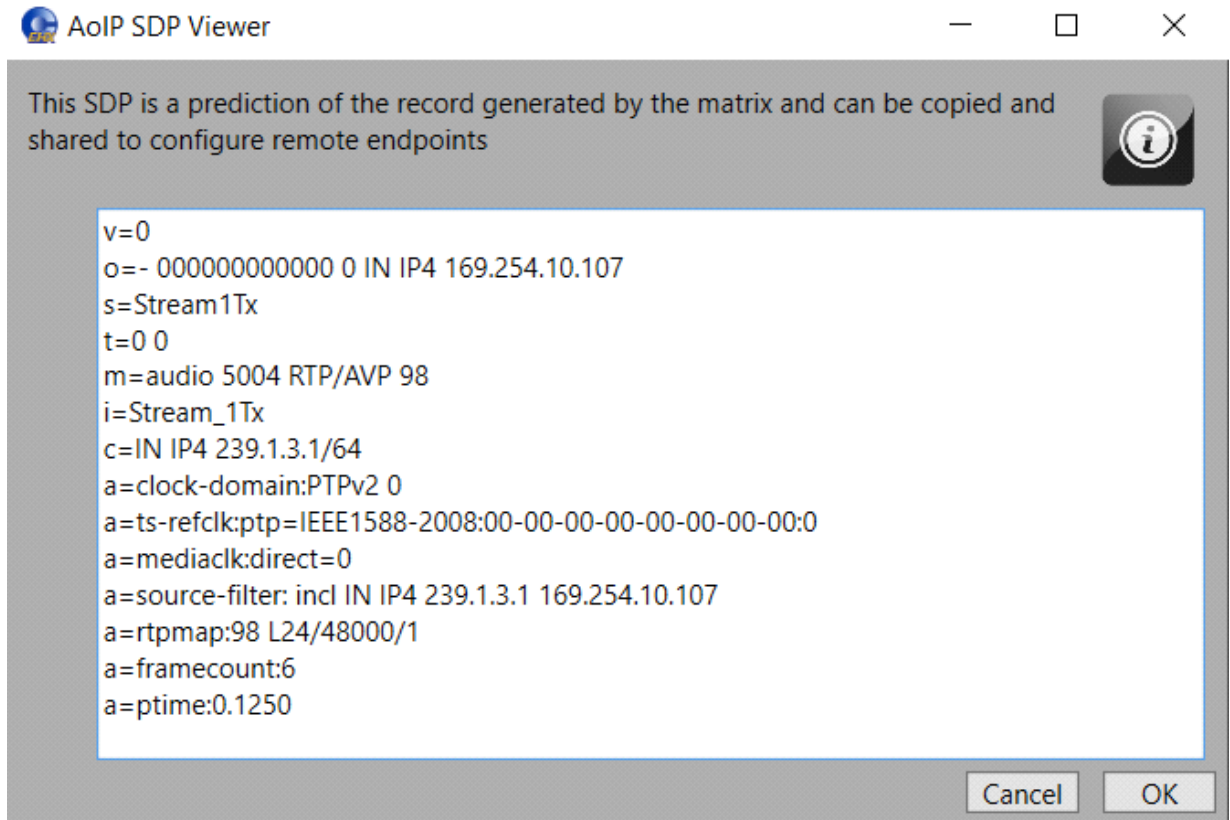 AoIP SDP Viewer
This SDP is a prediction of the record generated by the matrix and can be copied and
shared to configure remote endpoints
v=0
o=- 000000000000 0 IN IP4 169.254.10.107
s=Stream1Tx
t=0 0
m=audio 5004 RTP/AVP 98
i=Stream_1Tx
c=IN IP4 239.1.3.1/64
a=clock-domain:PTPv2 0
a=ts-refclk:ptp=IEEE1588-2008:00-00-00-00-00-00-00-00:0
a=mediaclk:direct=0
a=source-filter: incl IN IP4 239.1.3.1 169.254.10.107
a=rtpmap:98 L24/48000/1
a=framecount:6
a=ptime:0.1250
Cancel OK